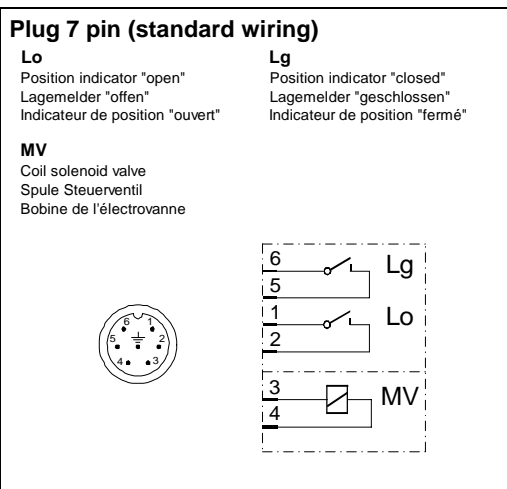 Plug 7 pin (standard wiring)
Lo
Position indicator "open"
Lagemelder "offen"
Indicateur de position "ouvert"
Lg
Position indicator "closed"
Lagemelder "geschlossen"
Indicateur de position "fermé"
MV
Coil solenoid valve
Spule Steuerventil
Bobine de l'électrovanne
6 1
5 2
4 3
6 Lg
5
1 Lo
2
3 MV
4